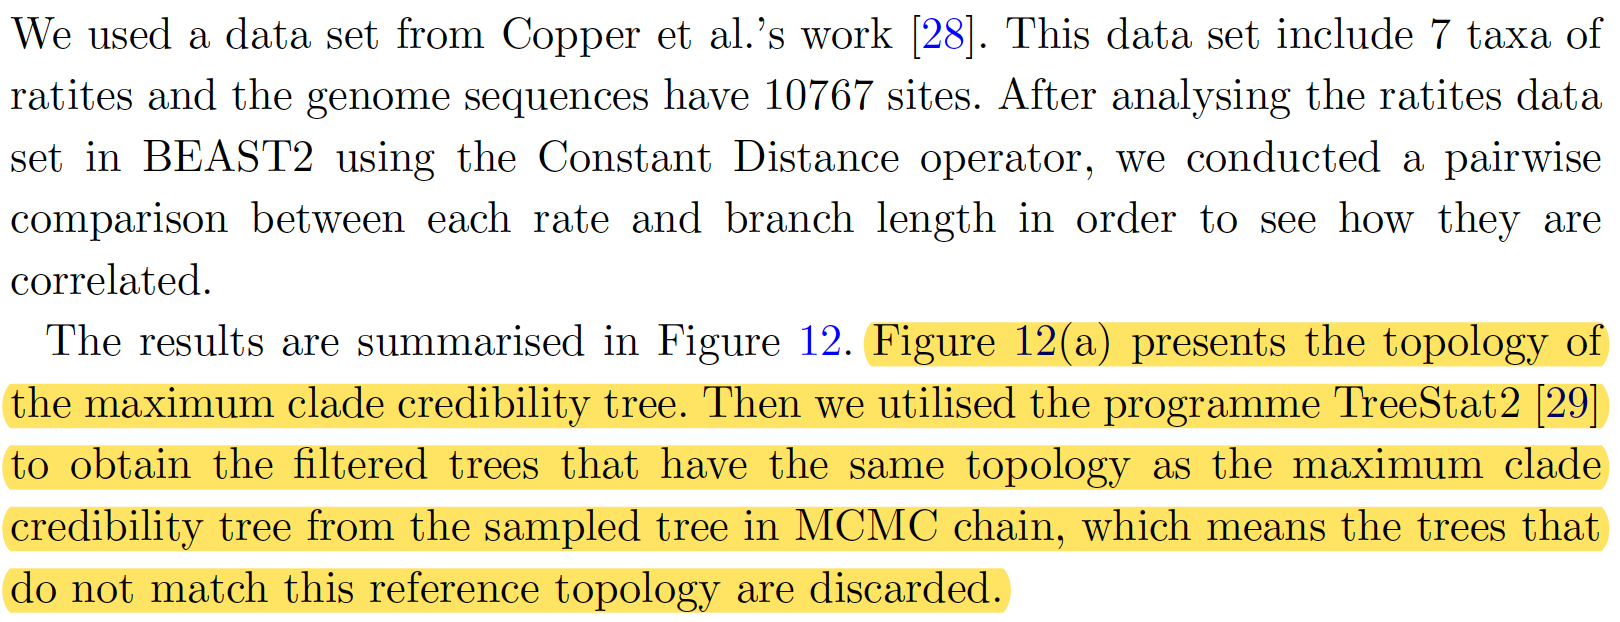 We used a data set from Copper et al.’s work [28]. This data set include 7 taxa of
ratites and the genome sequences have 10767 sites. After analysing the ratites data
set in BEAST2 using the Constant Distance operator, we conducted a pairwise
comparison between each rate and branch length in order to see how they are
correlated.
The results are summarised in Figure 12. Figure 12(a) presents the topology of
the maximum clade credibility tree. Then we utilised the programme TreeStat2 [29]
to obtain the filtered trees that have the same topology as the maximum clade
credibility tree from the sampled tree in MCMC chain, which means the trees that
do not match this reference topology are discarded.